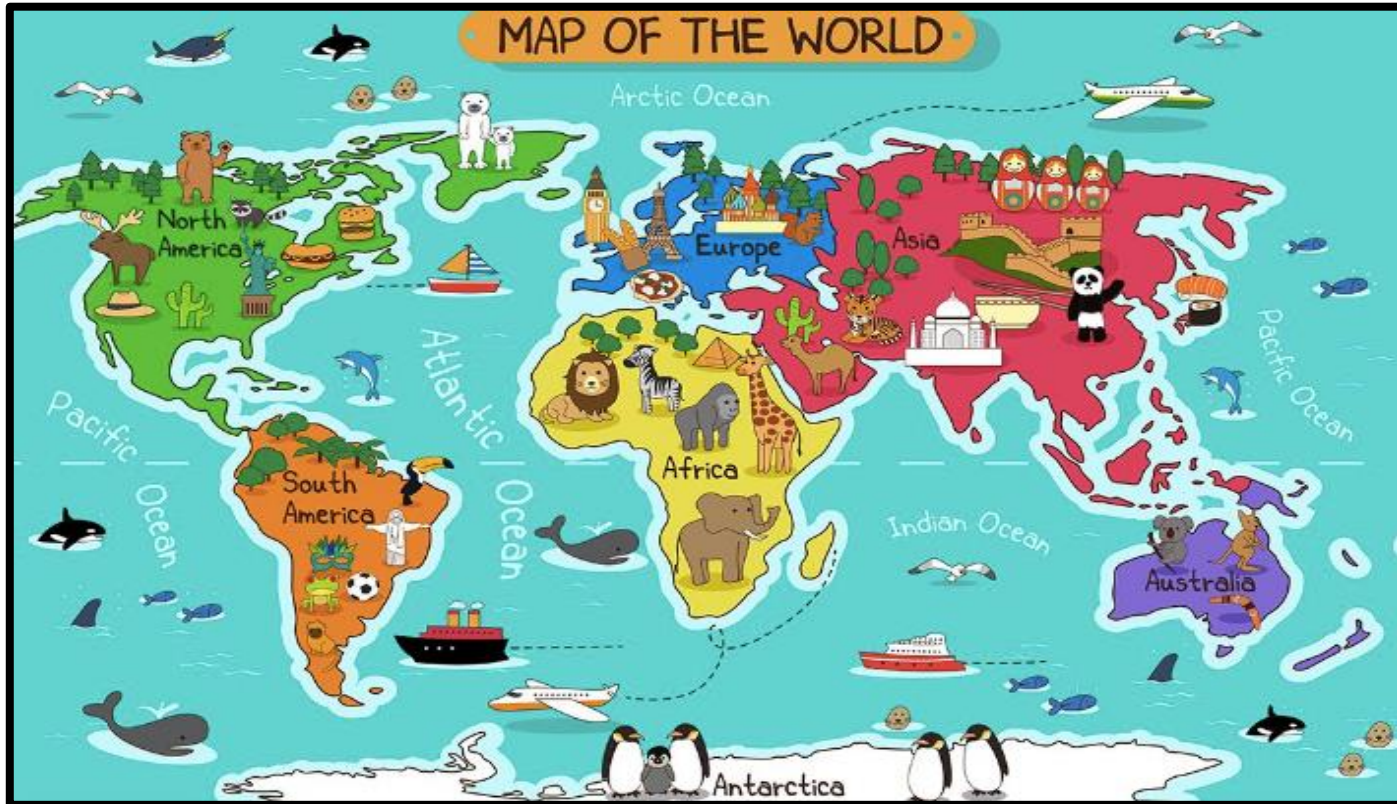 MAP OF THE WORLD
Arctic Ocean
North
America
Europe
Asia
Atlantic
Ocean
Pacific
Ocean
Pacific Ocean
Africa
South
America
Indian Ocean
Australia
Antarctica